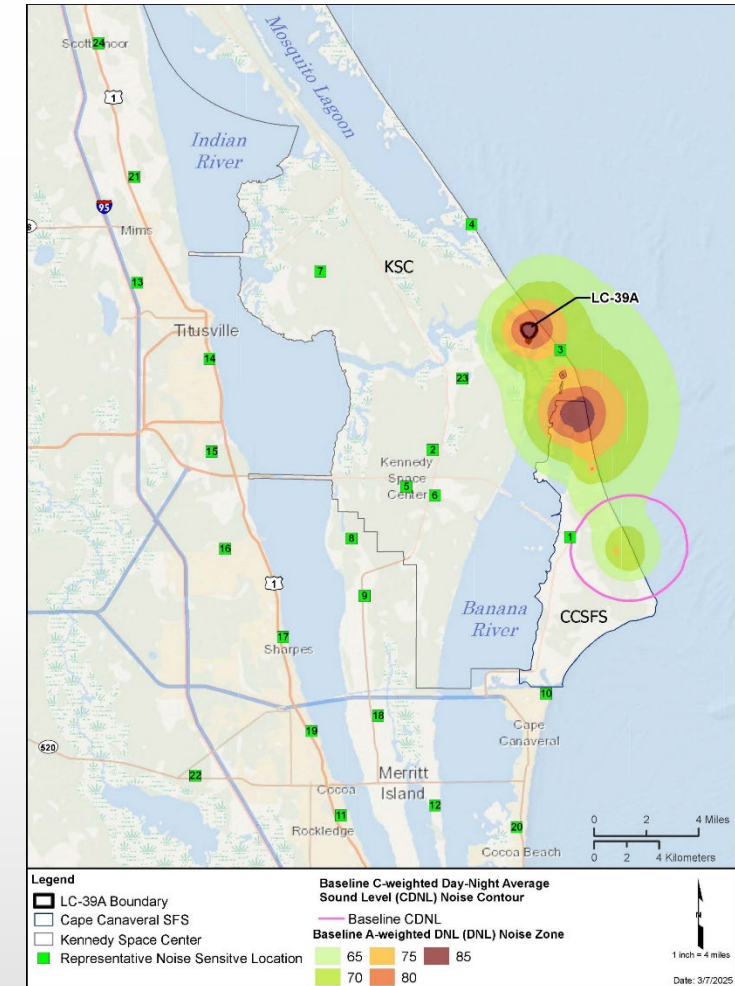 Scottsmoor
24
1
Mosquito Lagoon
Indian
River
21
95
Mims
4
KSC
7
13
LC-39A
Titusville
14
3
23
15
2
Kennedy
Space
Center
5
6
16
8
1
1
9
Banana
River
CCSFS
17
Sharpes
10
18
Cape
Canaveral
19
520
22
Merritt
Island
Cocoa
12
11
Rockledge
20
Cocoa Beach
0 2 4 Miles
0 2 4 Kilometers
Legend
LC-39A Boundary
Cape Canaveral SFS
Kennedy Space Center
Representative Noise Sensitve Location
Baseline C-weighted Day-Night Average
Sound Level (CDNL) Noise Contour
Baseline CDNL
Baseline A-weighted DNL (DNL) Noise Zone
65 75 85
70 80
N
1 inch = 4 miles
Date: 3/7/2025